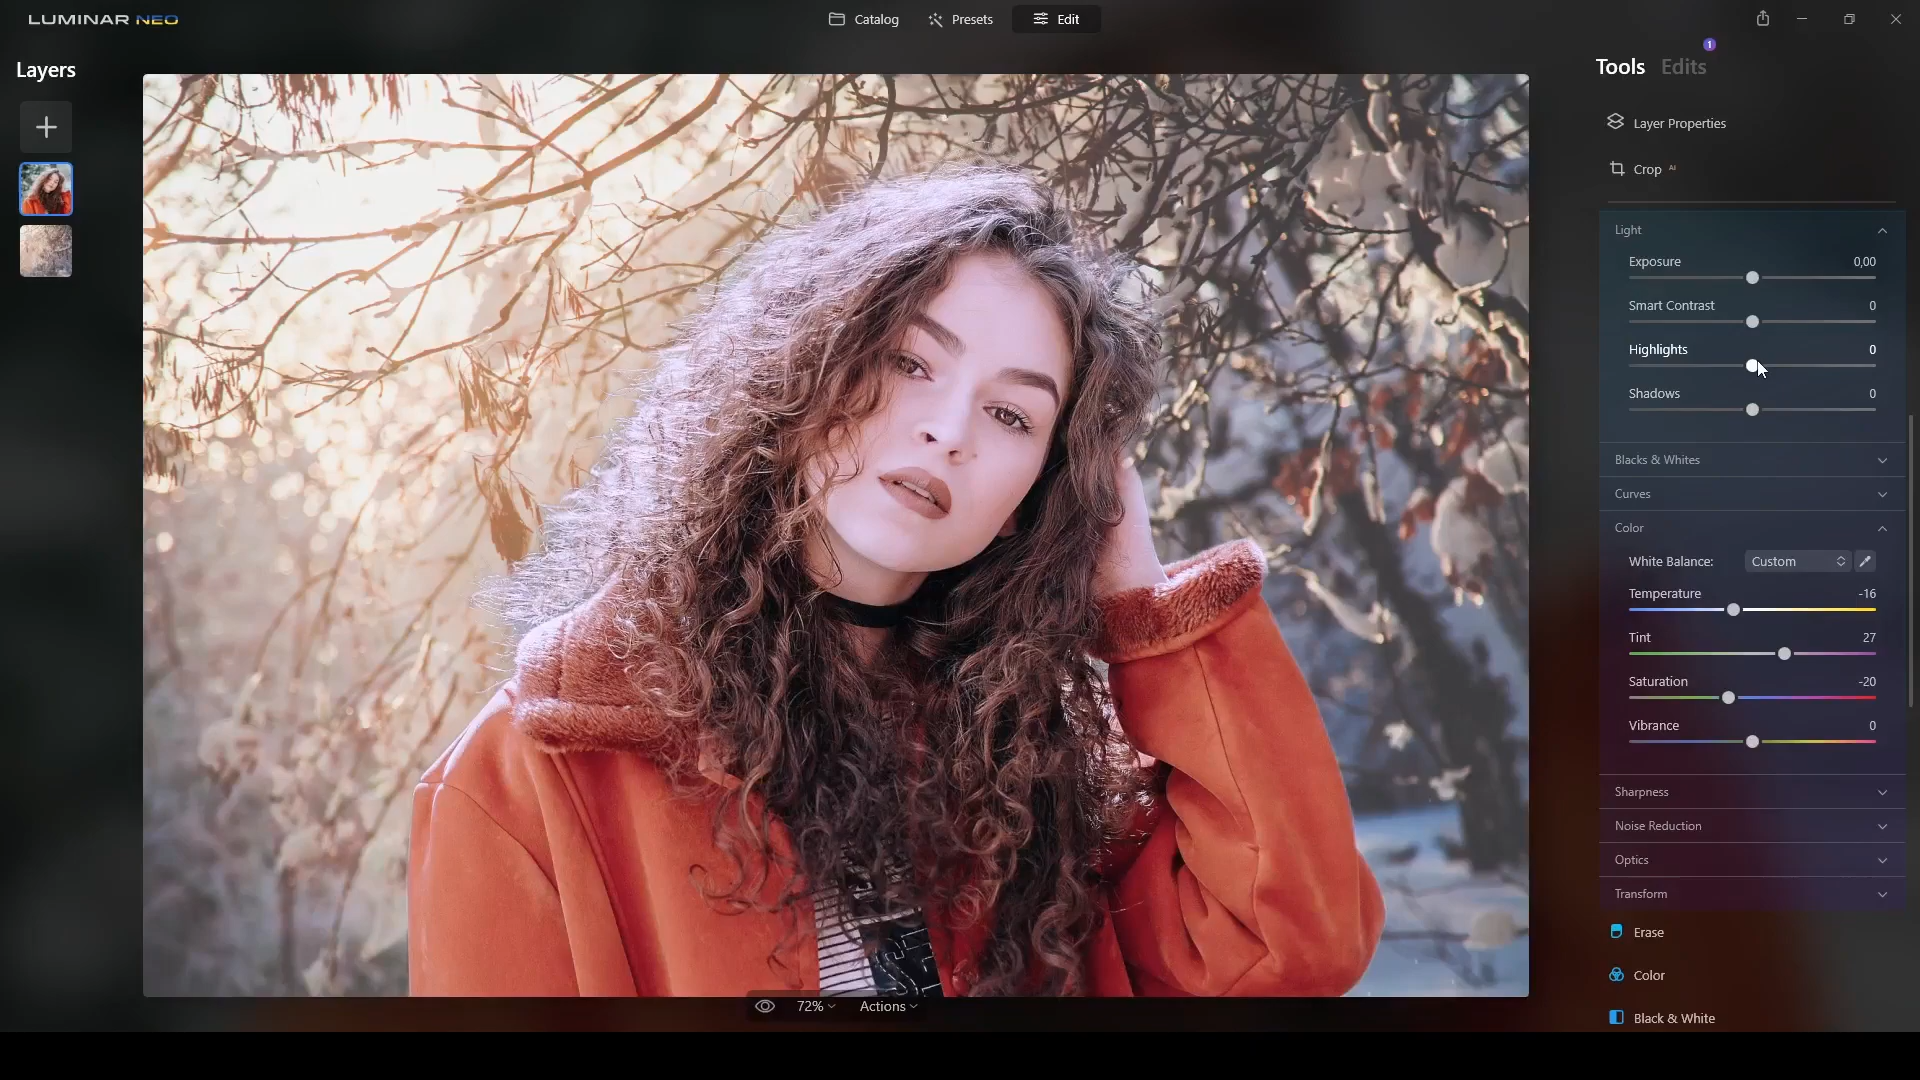 LUMINAR NEO
Catalog
Presets
Edit
Layers
1
Tools Edits
Layer Properties
Crop AI
Light
Exposure 0,00
Smart Contrast 0
Highlights 0
Shadows 0
Blacks & Whites
Curves
Color
White Balance: Custom
Temperature -16
Tint 27
Saturation -20
Vibrance 0
Sharpness
Noise Reduction
Optics
Transform
Erase
Color
Black & White
72%
Actions